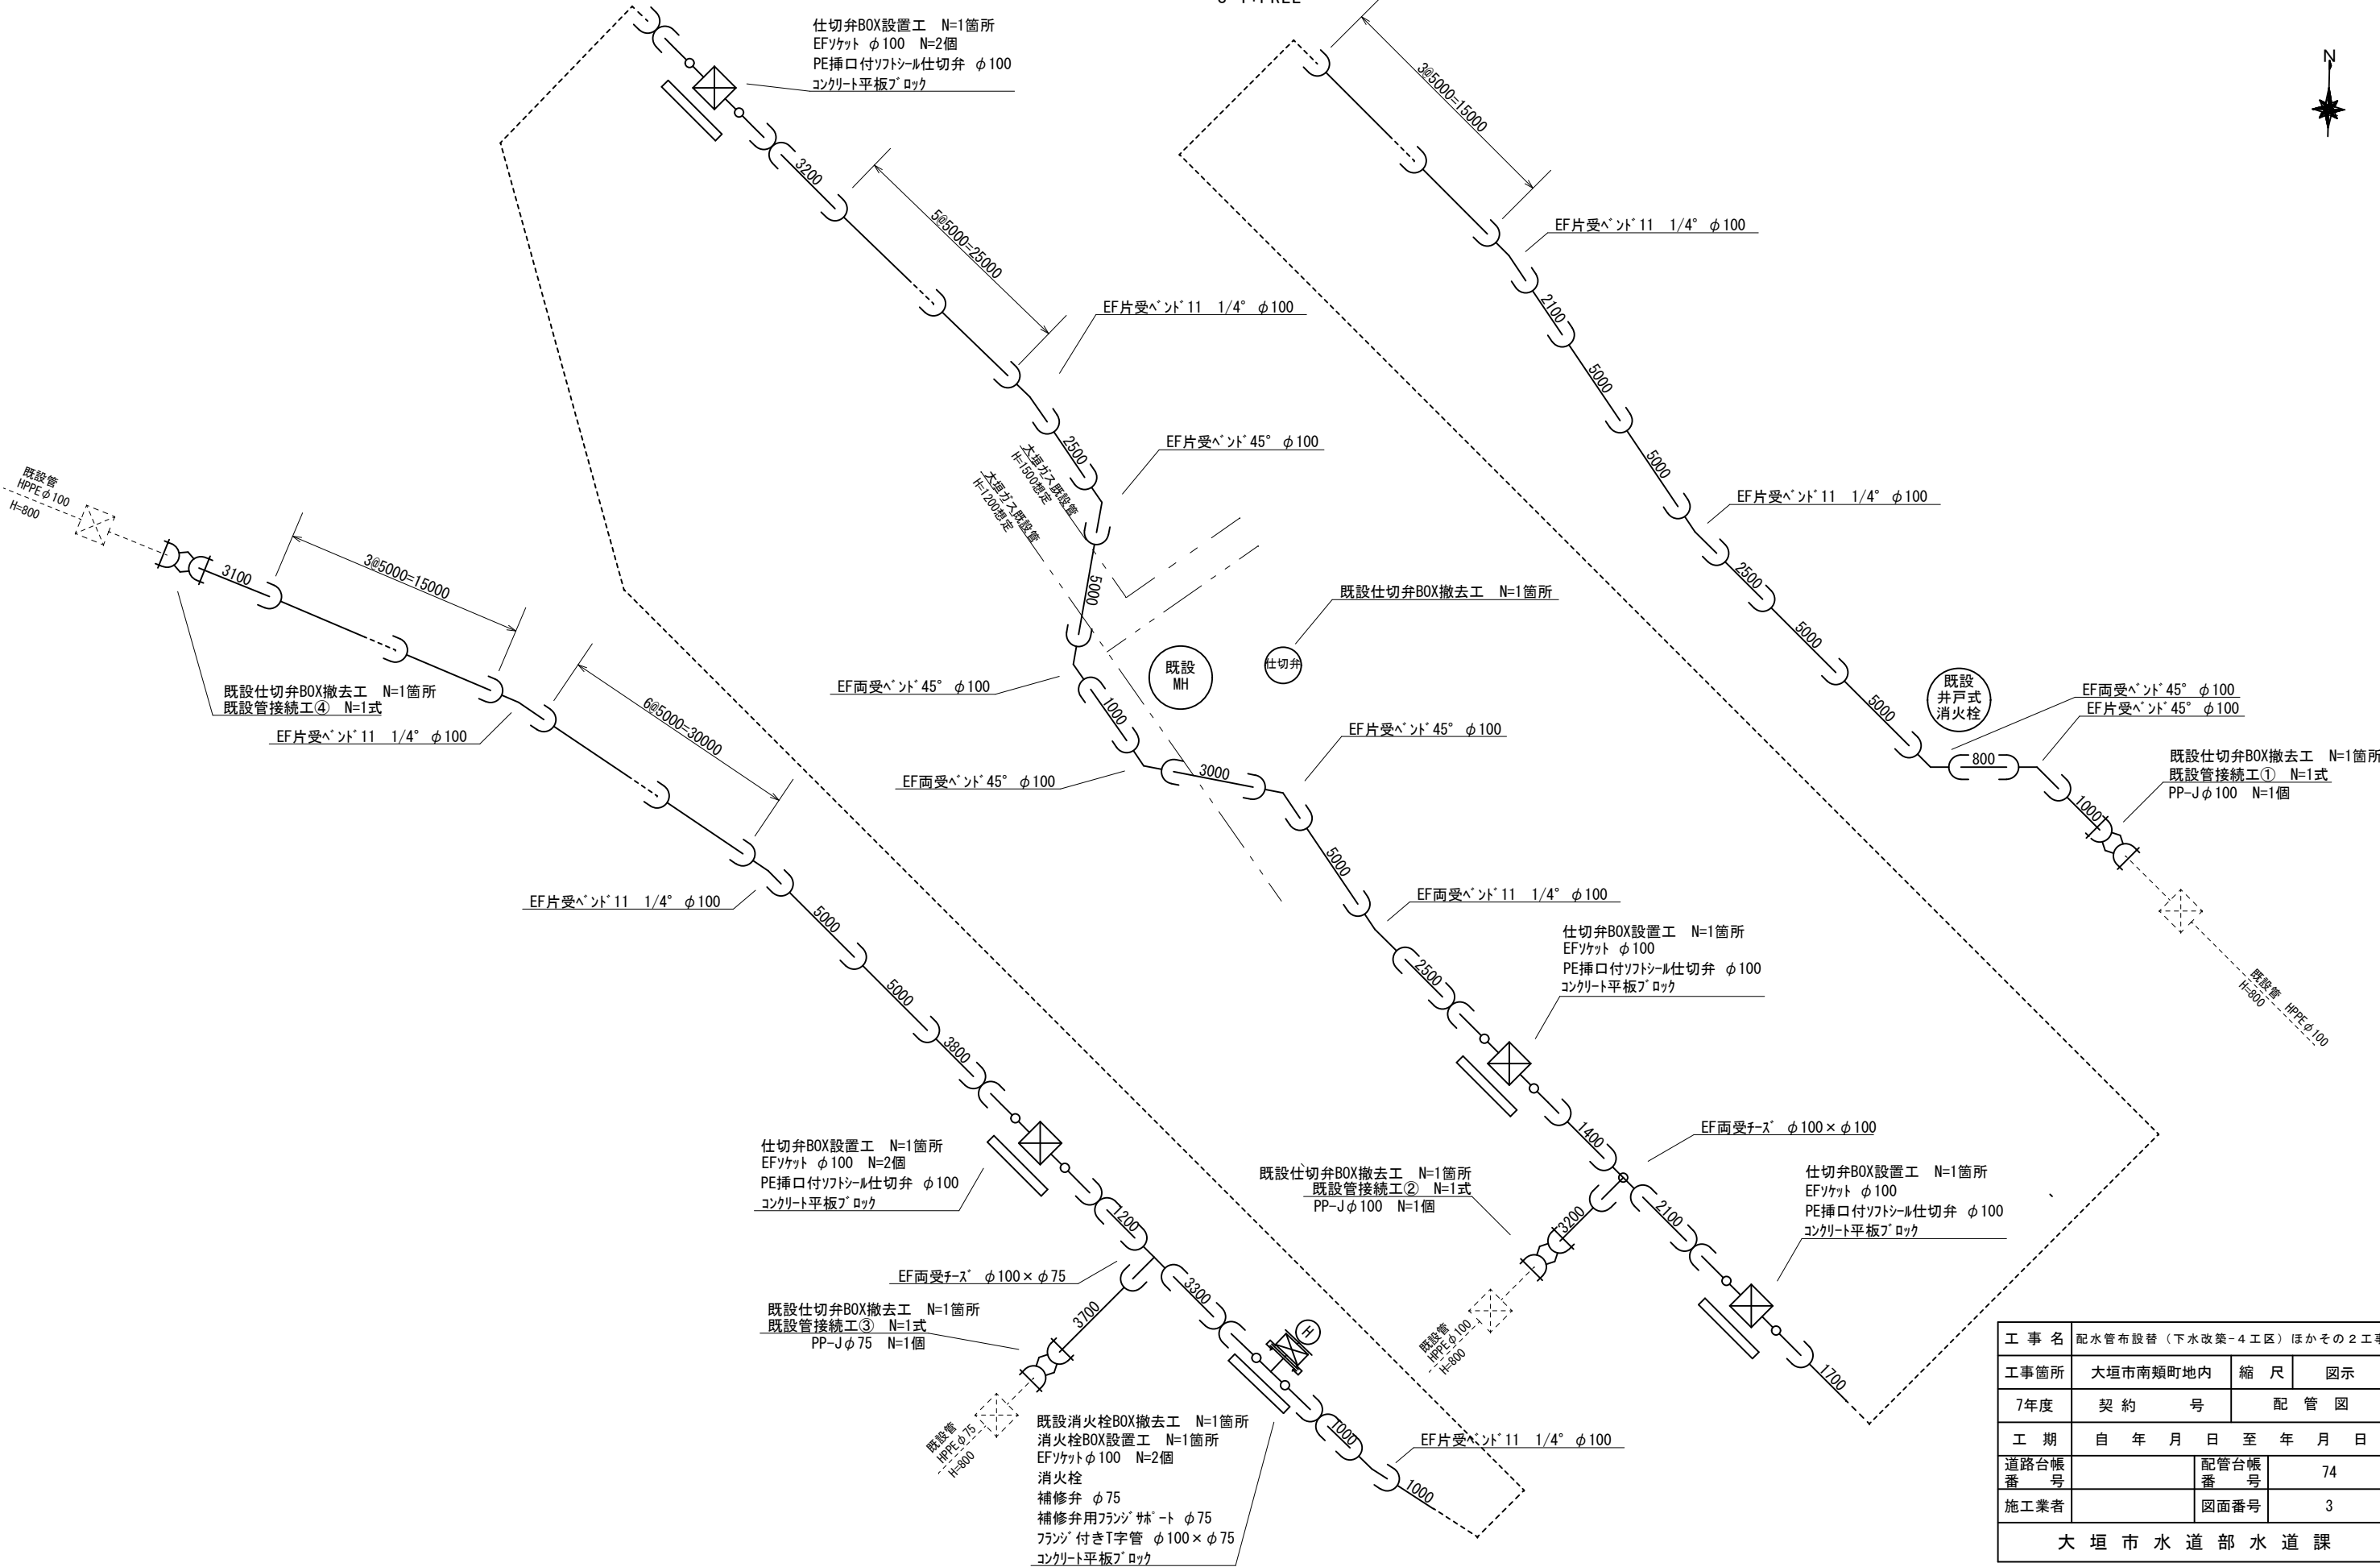 仕切弁BOX設置工 N=1箇所
EFソケット φ100 N=2個
PE挿口付ソフトシール仕切弁 φ100
コンクリート平板ブロック
N
3@5000=15000
3200
5@5000=25000
EF片受ベンド11 1/4° φ100
2100
EF片受ベンド11 1/4° φ100
5000
2500
EF片受ベンド45° φ100
大垣ガス既設管
H=1500想定
大垣ガス既設管
H=1200想定
5000
EF片受ベンド11 1/4° φ100
既設管
HPPEφ100
H=800
3100
3@5000=15000
2500
5000
既設仕切弁BOX撤去工 N=1箇所
既設
MH
仕切弁
5000
既設
井戸式
消火栓
EF両受ベンド45° φ100
EF片受ベンド45° φ100
EF両受ベンド45° φ100
既設仕切弁BOX撤去工 N=1箇所
既設管接続工④ N=1式
EF片受ベンド11 1/4° φ100
6@5000=30000
1000
5000
EF片受ベンド45° φ100
800
既設仕切弁BOX撤去工 N=1箇所
既設管接続工① N=1式
PP-Jφ100 N=1個
1000
EF両受ベンド45° φ100
3000
5000
EF片受ベンド11 1/4° φ100
EF両受ベンド11 1/4° φ100
5000
仕切弁BOX設置工 N=1箇所
EFソケット φ100
PE挿口付ソフトシール仕切弁 φ100
コンクリート平板ブロック
2500
既設管 HPPEφ100
H=800
5000
3800
仕切弁BOX設置工 N=1箇所
EFソケット φ100 N=2個
PE挿口付ソフトシール仕切弁 φ100
コンクリート平板ブロック
1400
EF両受チーズ φ100×φ100
既設仕切弁BOX撤去工 N=1箇所
既設管接続工② N=1式
PP-Jφ100 N=1個
仕切弁BOX設置工 N=1箇所
EFソケット φ100
PE挿口付ソフトシール仕切弁 φ100
コンクリート平板ブロック
1200
3200
2100
EF両受チーズ φ100×φ75
3300
既設仕切弁BOX撤去工 N=1箇所
既設管接続工③ N=1式
PP-Jφ75 N=1個
3700
H
既設管
HPPEφ100
H=800
1700
既設管
HPPEφ75
H=800
既設消火栓BOX撤去工 N=1箇所
消火栓BOX設置工 N=1箇所
EFソケットφ100 N=2個
消火栓
補修弁 φ75
補修弁用フランジサポート φ75
フランジ付きT字管 φ100×φ75
コンクリート平板ブロック
1000
EF片受ベンド11 1/4° φ100
1000
工事名 配水管布設替（下水改築-4工区）ほかその2工事
工事箇所 大垣市南頬町地内 縮尺 図示
7年度 契約 号 配管図
工期 自 年 月 日 至 年 月 日
道路台帳番号 配管台帳番号 74
施工業者 図面番号 3
大垣市水道部水道課